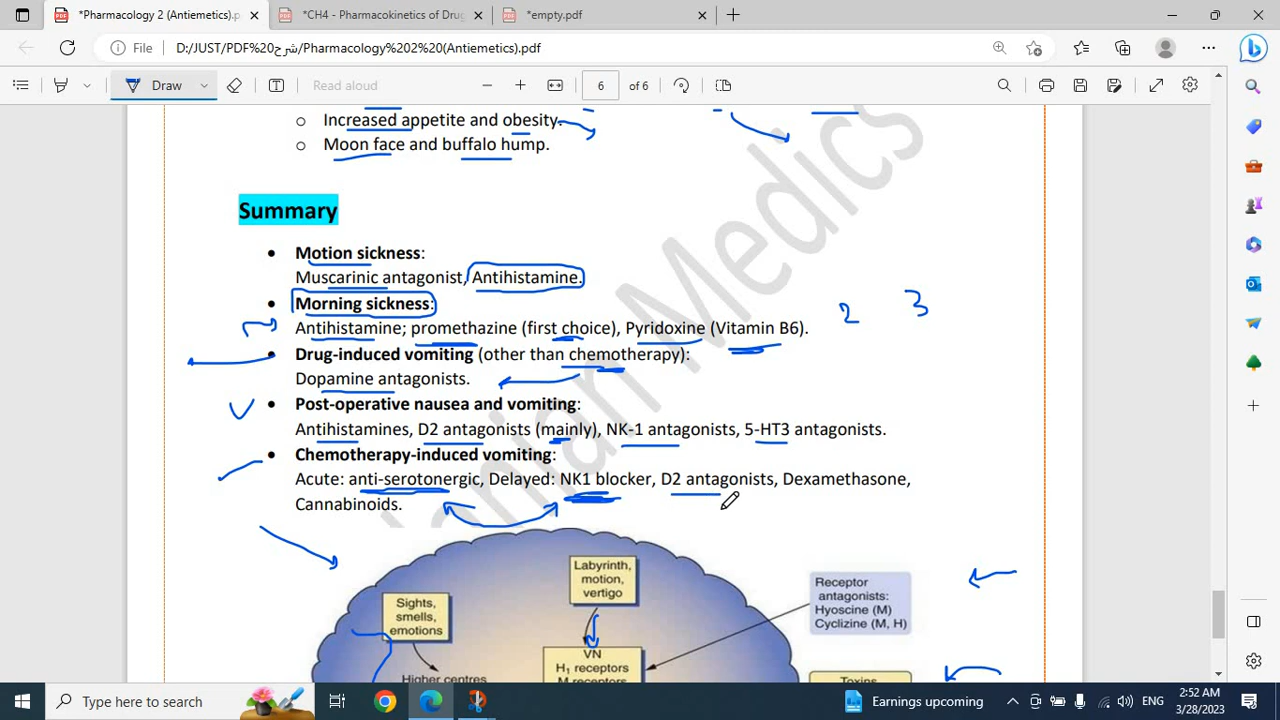 *Pharmacology 2 (Antiemetics).p
*CH4 - Pharmacokinetics of Drug
*empty.pdf
File
D:/JUST/PDF%20شرح/Pharmacology%202%20(Antiemetics).pdf
Draw
Read aloud
6 of 6
o Increased appetite and obesity.
o Moon face and buffalo hump.
Summary
• Motion sickness:
Muscarinic antagonist, Antihistamine.
• Morning sickness:
2 3
Antihistamine; promethazine (first choice), Pyridoxine (Vitamin B6).
• Drug-induced vomiting (other than chemotherapy):
Dopamine antagonists.
• Post-operative nausea and vomiting:
Antihistamines, D2 antagonists (mainly), NK-1 antagonists, 5-HT3 antagonists.
• Chemotherapy-induced vomiting:
Acute: anti-serotonergic, Delayed: NK1 blocker, D2 antagonists, Dexamethasone,
Cannabinoids.
Medics
Labyrinth,
motion,
vertigo
Sights,
smells,
emotions
Receptor
antagonists:
Hyoscine (M)
Cyclizine (M, H)
VN
H1 receptors
M receptors
Higher centres
Toxins
Type here to search
Earnings upcoming
ENG
2:52 AM
3/28/2023